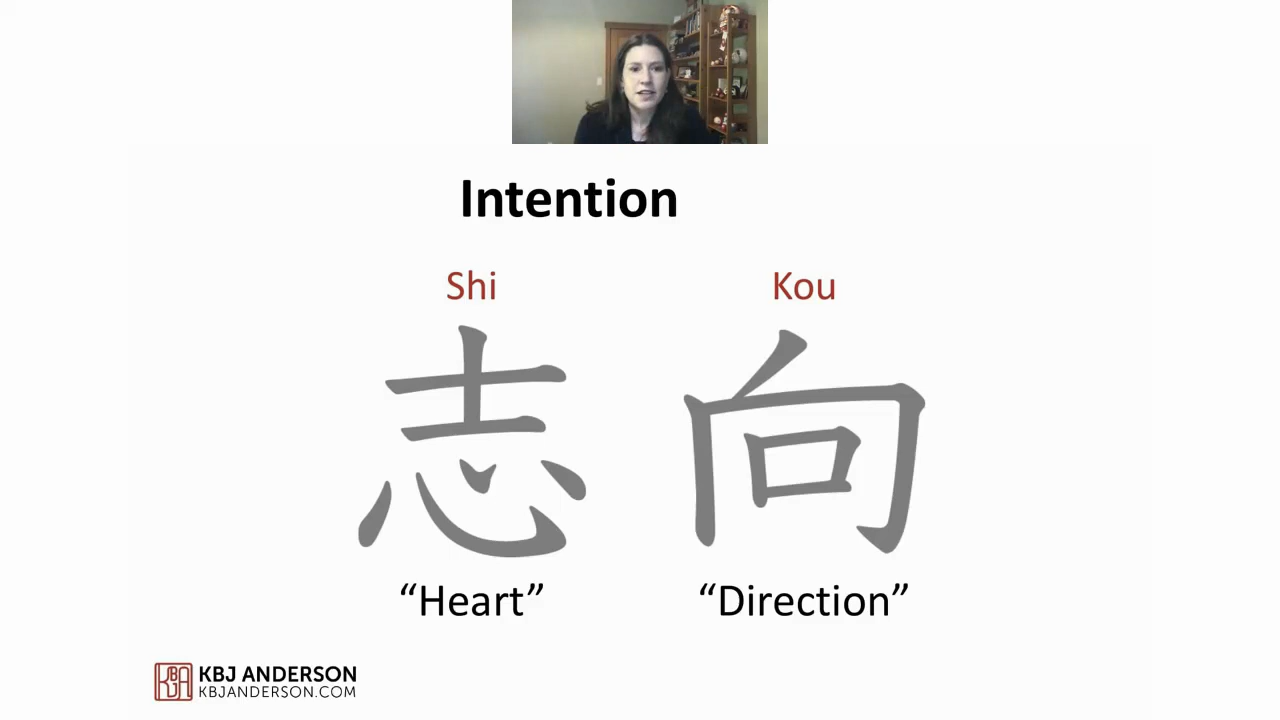 Intention
Shi Kou
志向
“Heart” “Direction”
KBJ ANDERSON
KBJANDERSON.COM